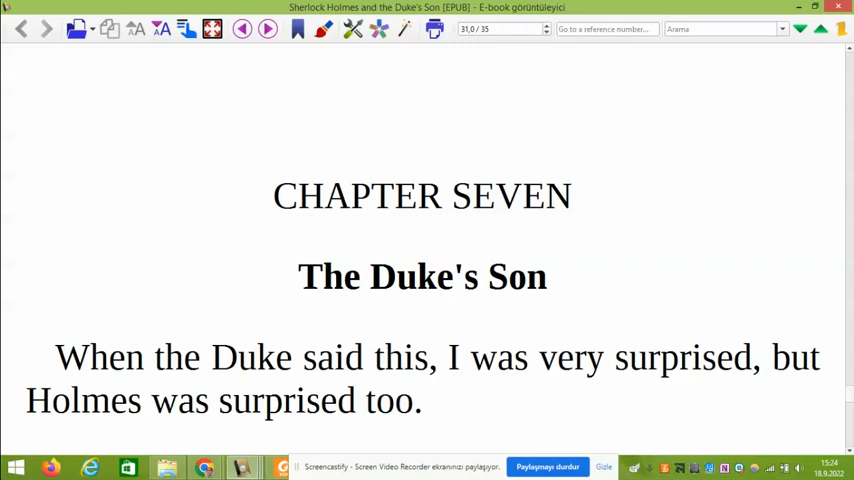 Sherlock Holmes and the Duke's Son [EPUB] - E-book görüntüleyici
31,0 / 35
Go to a reference number...
Arama
CHAPTER SEVEN
The Duke's Son
When the Duke said this, I was very surprised, but
Holmes was surprised too.
Screencastify - Screen Video Recorder ekranınızı paylaşıyor.
Paylaşmayı durdur
Gizle
15:24
18.9.2022